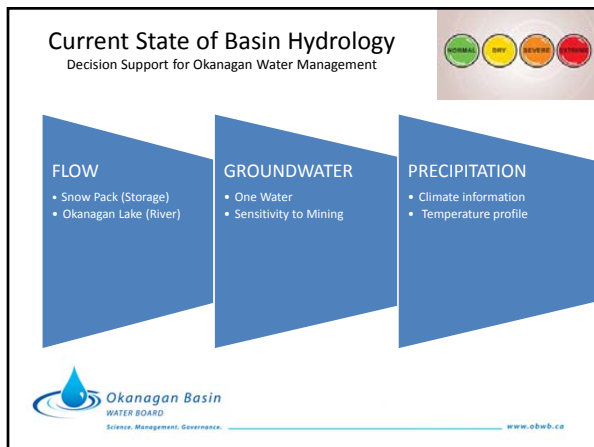 Current State of Basin Hydrology
Decision Support for Okanagan Water Management
NORMAL DRY SEVERE EXTREME
FLOW
• Snow Pack (Storage)
• Okanagan Lake (River)
GROUNDWATER
• One Water
• Sensitivity to Mining
PRECIPITATION
• Climate information
• Temperature profile
Okanagan Basin
WATER BOARD
Science. Management. Governance.
www.obwb.ca